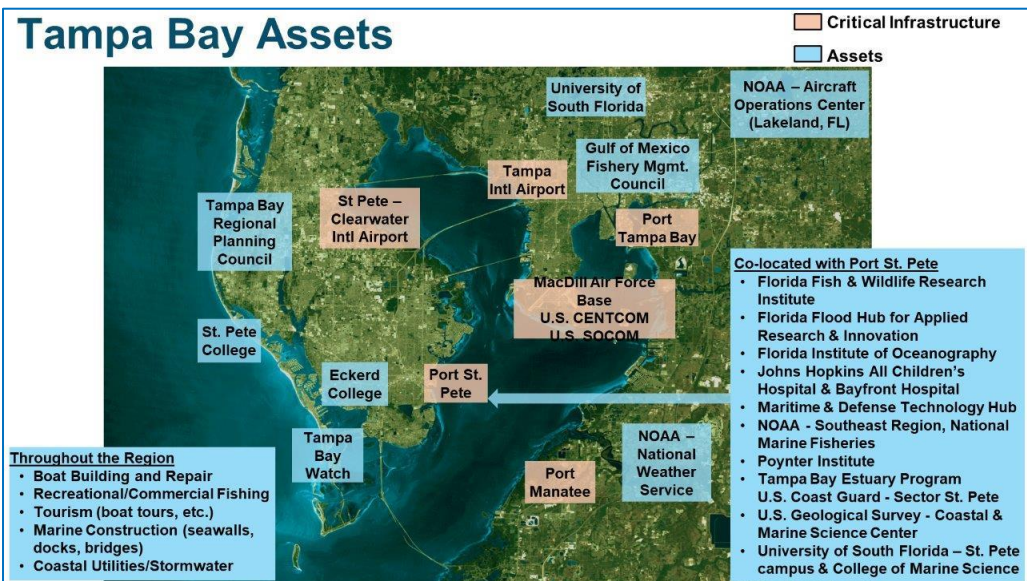 Tampa Bay Assets
Critical Infrastructure
Assets
University of
South Florida
NOAA – Aircraft
Operations Center
(Lakeland, FL)
Gulf of Mexico
Fishery Mgmt.
Council
Tampa
Intl Airport
St Pete –
Clearwater
Intl Airport
Tampa Bay
Regional
Planning
Council
Port
Tampa Bay
MacDill Air Force
Base
U.S. CENTCOM
U.S. SOCOM
St. Pete
College
Eckerd
College
Port St.
Pete
Tampa
Bay
Watch
Port
Manatee
NOAA –
National
Weather
Service
Co-located with Port St. Pete
• Florida Fish & Wildlife Research
Institute
• Florida Flood Hub for Applied
Research & Innovation
• Florida Institute of Oceanography
• Johns Hopkins All Children's
Hospital & Bayfront Hospital
• Maritime & Defense Technology Hub
• NOAA - Southeast Region, National
Marine Fisheries
• Poynter Institute
• Tampa Bay Estuary Program
U.S. Coast Guard - Sector St. Pete
• U.S. Geological Survey - Coastal &
Marine Science Center
• University of South Florida – St. Pete
campus & College of Marine Science
Throughout the Region
• Boat Building and Repair
• Recreational/Commercial Fishing
• Tourism (boat tours, etc.)
• Marine Construction (seawalls,
docks, bridges)
• Coastal Utilities/Stormwater